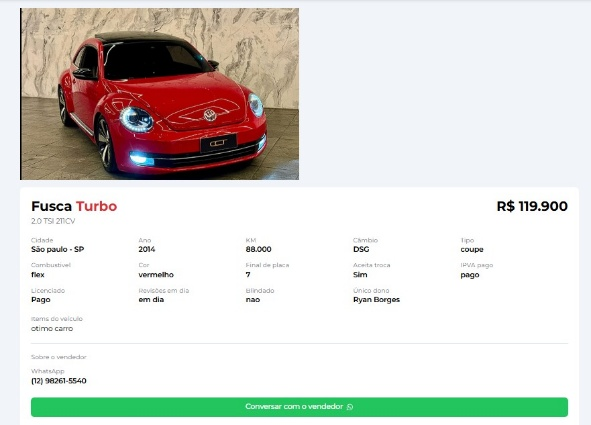 Fusca Turbo
R$ 119.900
2.0 TSI 211CV
Cidade
São paulo - SP
Ano
2014
KM
88.000
Câmbio
DSG
Tipo
coupe
Combustível
flex
Cor
vermelho
Final de placa
7
Aceita troca
Sim
IPVA pago
pago
Licenciado
Pago
Revisões em dia
em dia
Blindado
nao
Único dono
Ryan Borges
Items do veículo
otimo carro
Sobre o vendedor
WhatsApp
(12) 98261-5540
Conversar com o vendedor